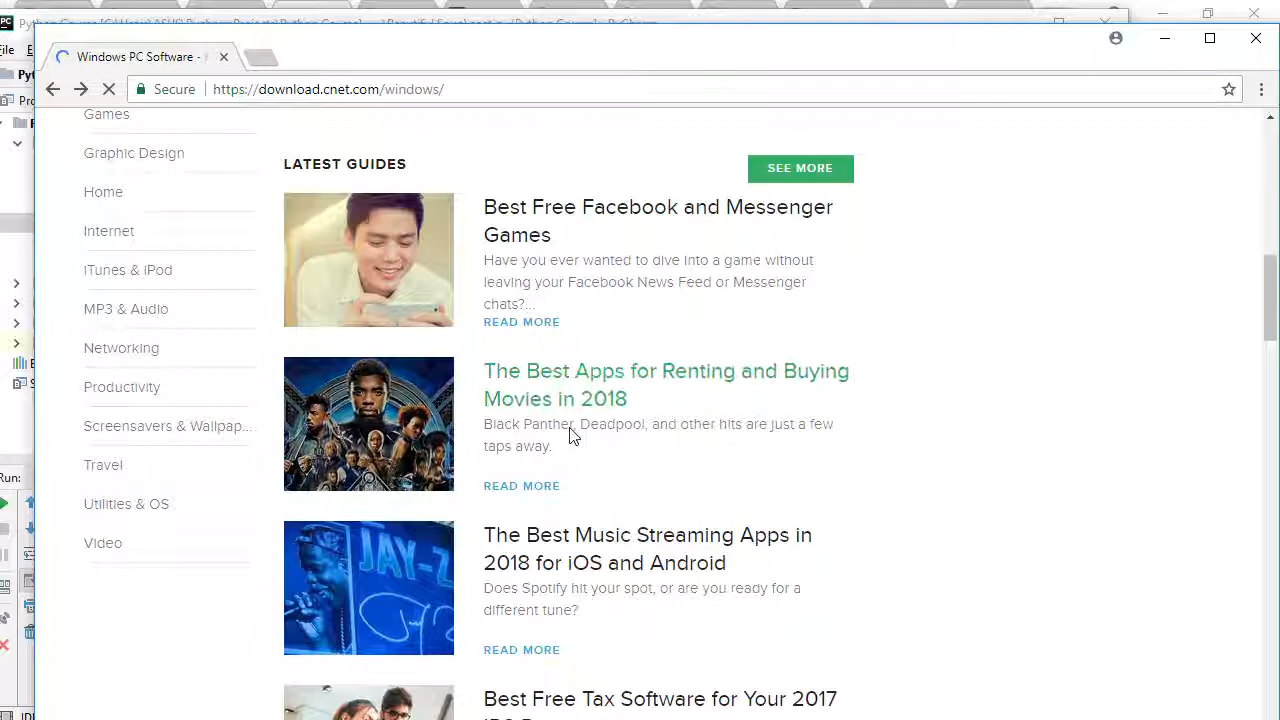 Windows PC Software -
Secure
https://download.cnet.com/windows/
Games
Graphic Design
Home
Internet
iTunes & iPod
MP3 & Audio
Networking
Productivity
Screensavers & Wallpap...
Travel
Utilities & OS
Video
LATEST GUIDES
SEE MORE
Best Free Facebook and Messenger
Games
Have you ever wanted to dive into a game without
leaving your Facebook News Feed or Messenger
chats?...
READ MORE
The Best Apps for Renting and Buying
Movies in 2018
Black Panther, Deadpool, and other hits are just a few
taps away.
READ MORE
JAY-Z
The Best Music Streaming Apps in
2018 for iOS and Android
Does Spotify hit your spot, or are you ready for a
different tune?
READ MORE
Best Free Tax Software for Your 2017
Run: